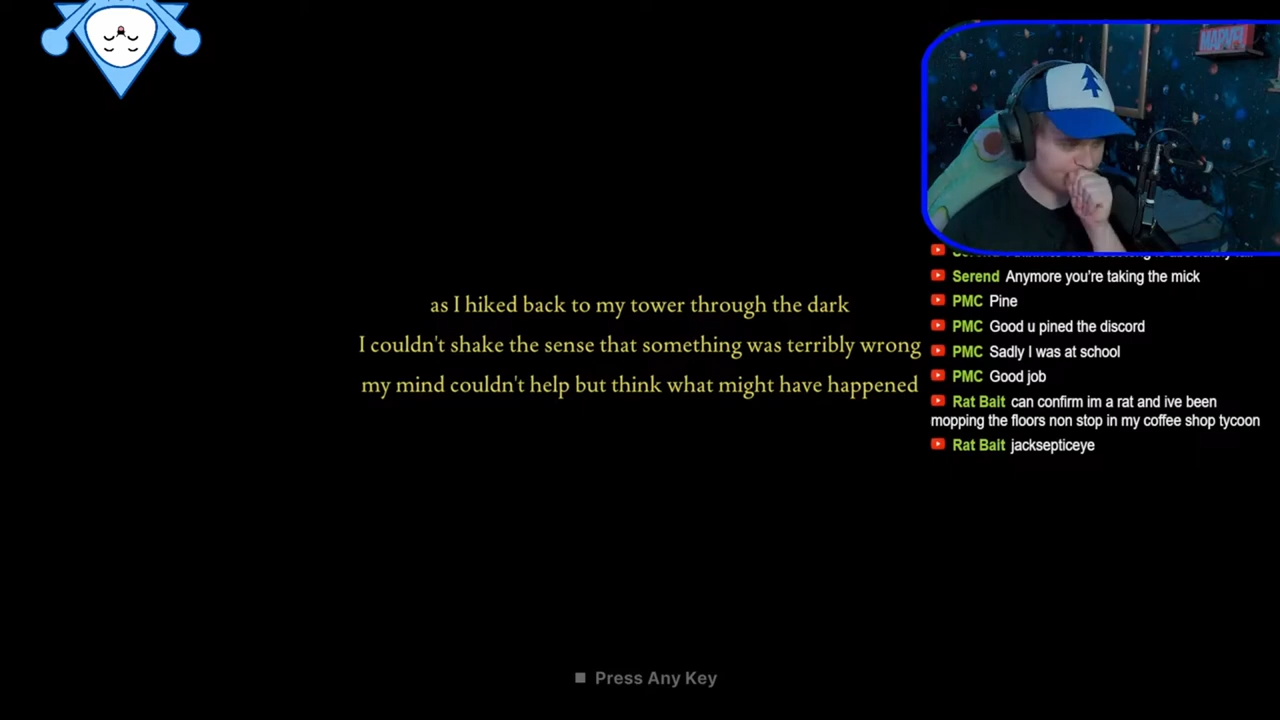 MARVEL
as I hiked back to my tower through the dark
I couldn't shake the sense that something was terribly wrong
my mind couldn't help but think what might have happened
Serend Anymore you're taking the mick
PMC Pine
PMC Good u pined the discord
PMC Sadly I was at school
PMC Good job
Rat Bait can confirm im a rat and ive been
mopping the floors non stop in my coffee shop tycoon
Rat Bait jacksepticeye
Press Any Key